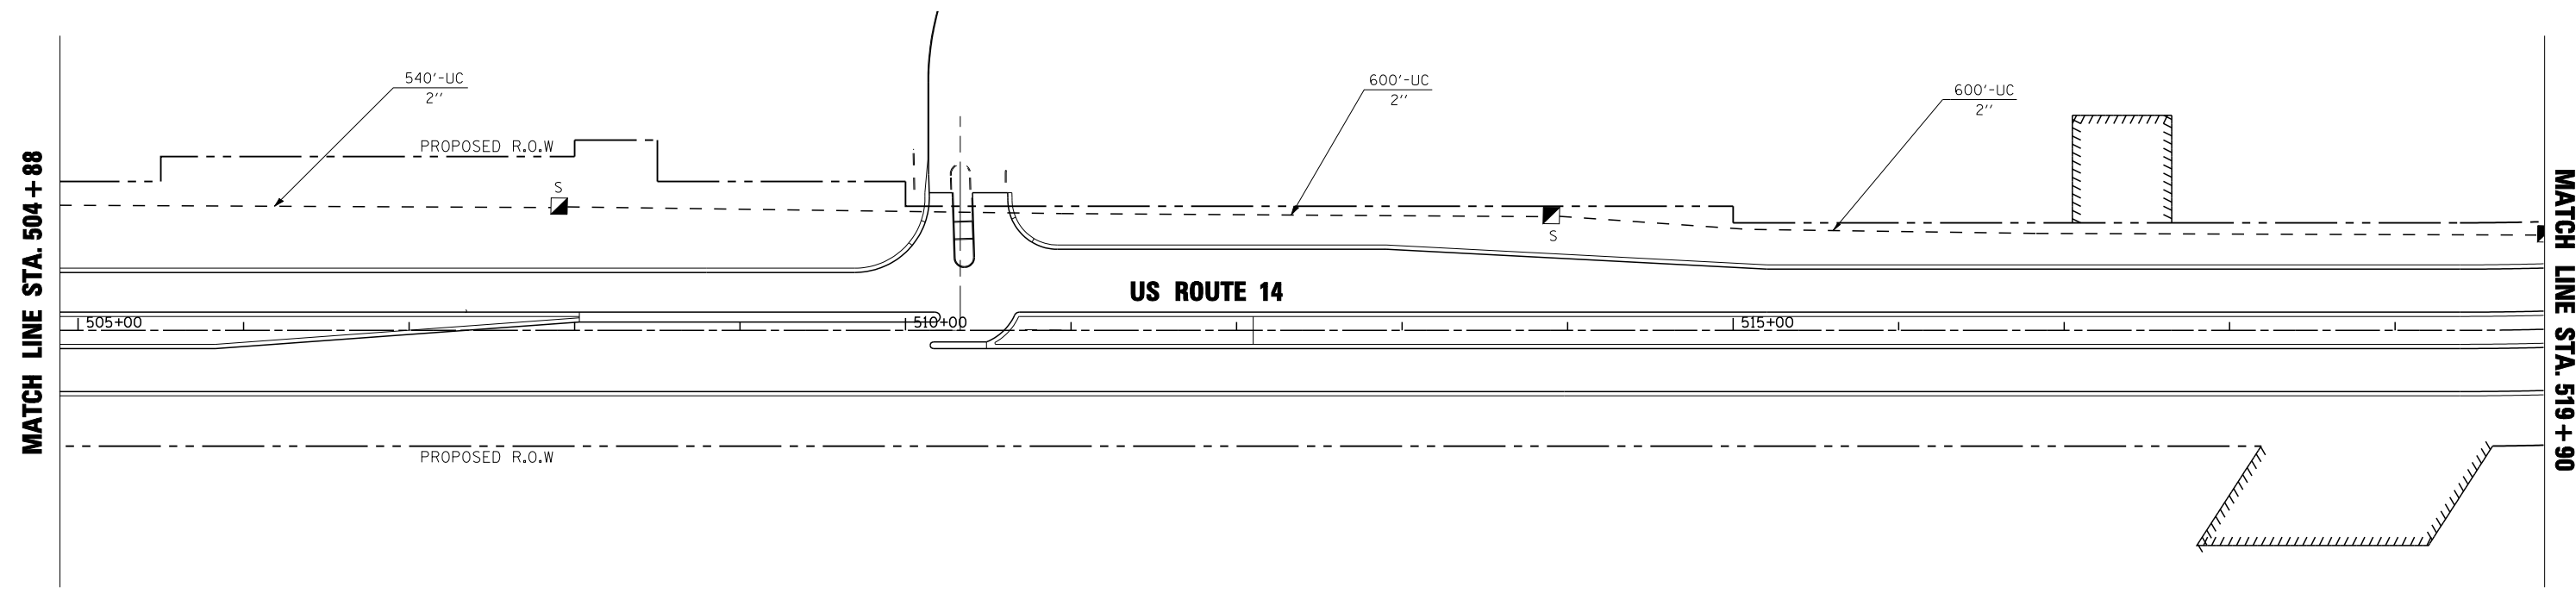 540'-UC
2''
600'-UC
2''
600'-UC
2''
PROPOSED R.O.W
S
S
MATCH LINE STA. 504+88
MATCH LINE STA. 519+90
US ROUTE 14
505+00
510+00
515+00
PROPOSED R.O.W